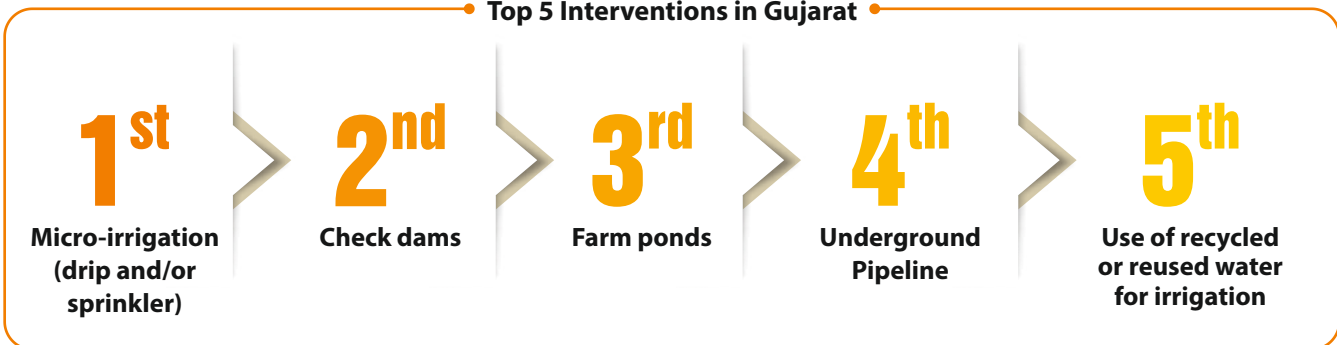 Top 5 Interventions in Gujarat
1st
Micro-irrigation
(drip and/or
sprinkler)
2nd
Check dams
3rd
Farm ponds
4th
Underground
Pipeline
5th
Use of recycled
or reused water
for irrigation